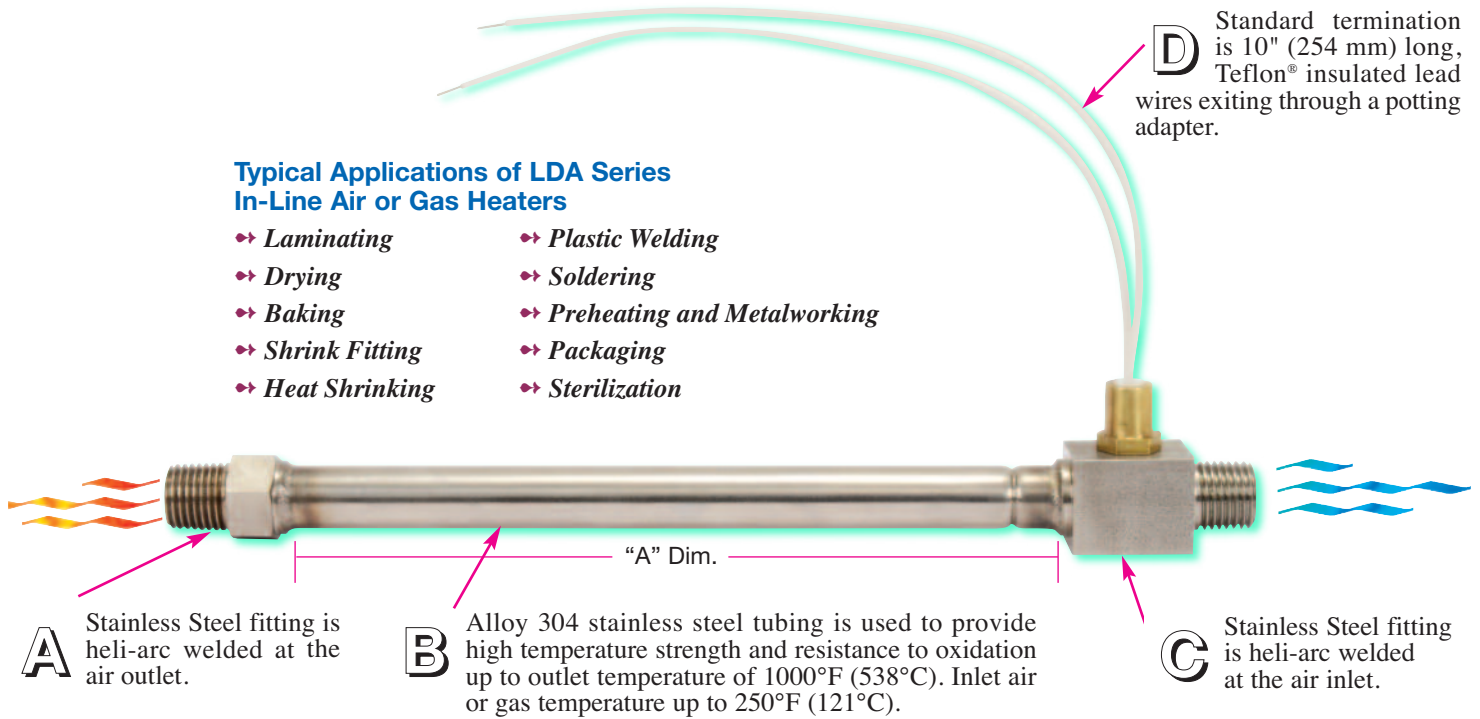 D
Standard termination
is 10" (254 mm) long,
Teflon® insulated lead
wires exiting through a potting
adapter.
Typical Applications of LDA Series
In-Line Air or Gas Heaters
Laminating
Drying
Baking
Shrink Fitting
Heat Shrinking
Plastic Welding
Soldering
Preheating and Metalworking
Packaging
Sterilization
“A” Dim.
A
Stainless Steel fitting is
heli-arc welded at the
air outlet.
B
Alloy 304 stainless steel tubing is used to provide
high temperature strength and resistance to oxidation
up to outlet temperature of 1000°F (538°C). Inlet air
or gas temperature up to 250°F (121°C).
C
Stainless Steel fitting
is heli-arc welded
at the air inlet.